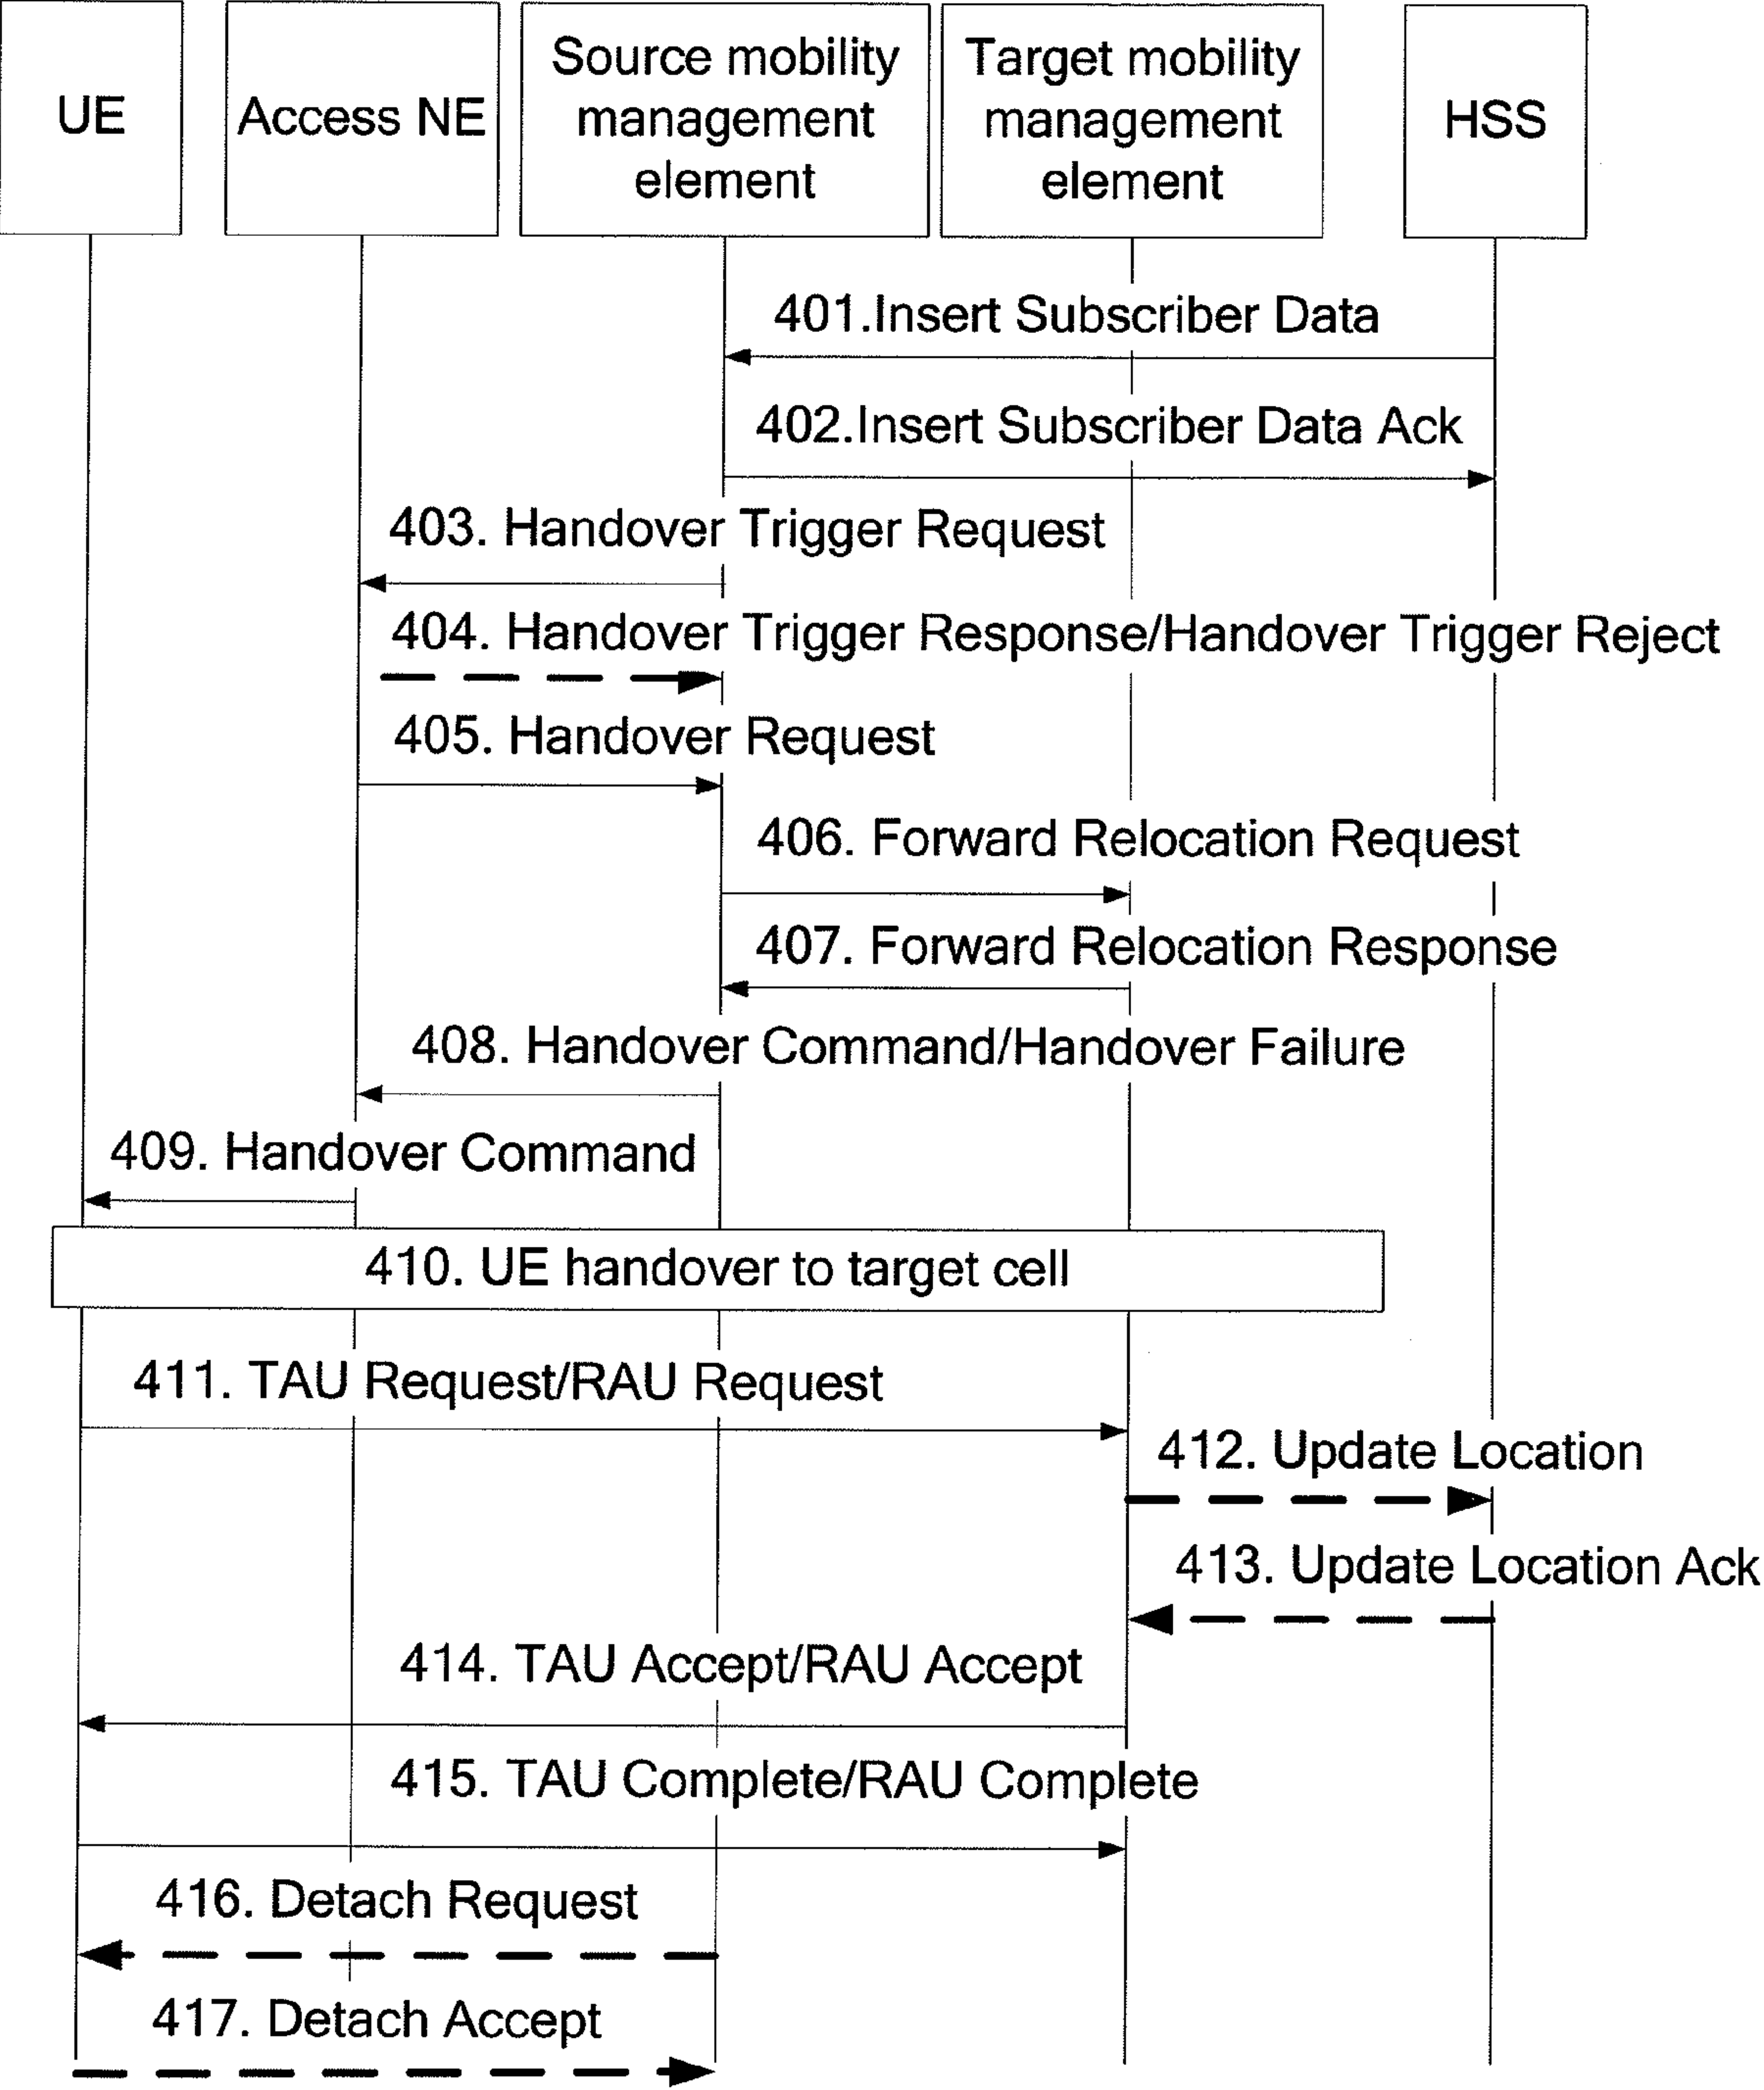 UE
Access NE
Source mobility
management
element
Target mobility
management
element
HSS
401.Insert Subscriber Data
402.Insert Subscriber Data Ack
403. Handover Trigger Request
404. Handover Trigger Response/Handover Trigger Reject
405. Handover Request
406. Forward Relocation Request
407. Forward Relocation Response
408. Handover Command/Handover Failure
409. Handover Command
410. UE handover to target cell
411. TAU Request/RAU Request
412. Update Location
413. Update Location Ack
414. TAU Accept/RAU Accept
415. TAU Complete/RAU Complete
416. Detach Request
417. Detach Accept